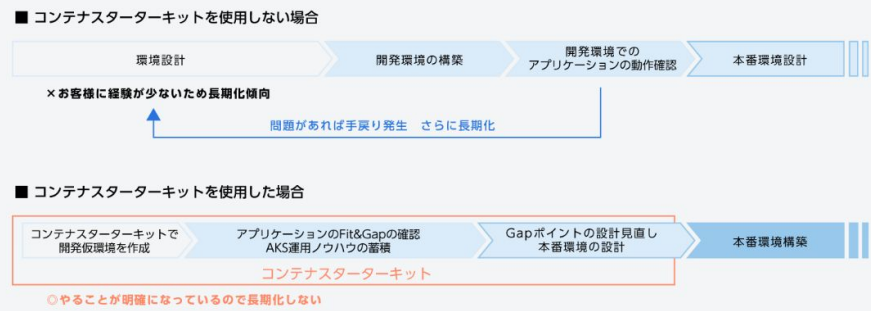 ■ コンテナスターターキットを使用しない場合
環境設計
開発環境の構築
開発環境での
アプリケーションの動作確認
本番環境設計
×お客様に経験が少ないため長期化傾向
問題があれば手戻り発生　さらに長期化
■ コンテナスターターキットを使用した場合
コンテナスターターキットで
開発仮環境を作成
アプリケーションのFit&Gapの確認
AKS運用ノウハウの蓄積
Gapポイントの設計見直し
本番環境の設計
本番環境構築
コンテナスターターキット
◎やることが明確になっているので長期化しない